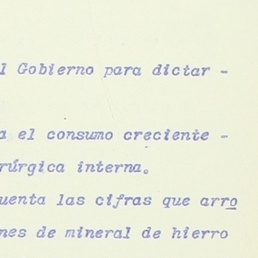 l Gobierno para dictar -
a el consumo creciente -
rúrgica interna.
uenta las cifras que arro
nes de mineral de hierro